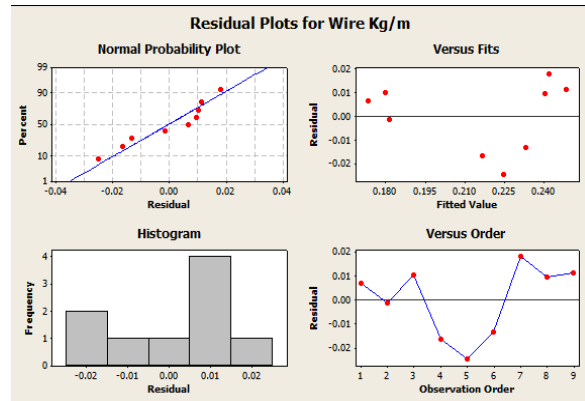 Residual Plots for Wire Kg/m
Normal Probability Plot
99
90
50
10
1
Percent
-0.04 -0.02 0.00 0.02 0.04
Residual
Versus Fits
0.02
0.01
0.00
-0.01
-0.02
Residual
0.180 0.195 0.210 0.225 0.240
Fitted Value
Histogram
4
3
2
1
0
Frequency
-0.02 -0.01 0.00 0.01 0.02
Residual
Versus Order
0.02
0.01
0.00
-0.01
-0.02
Residual
1 2 3 4 5 6 7 8 9
Observation Order